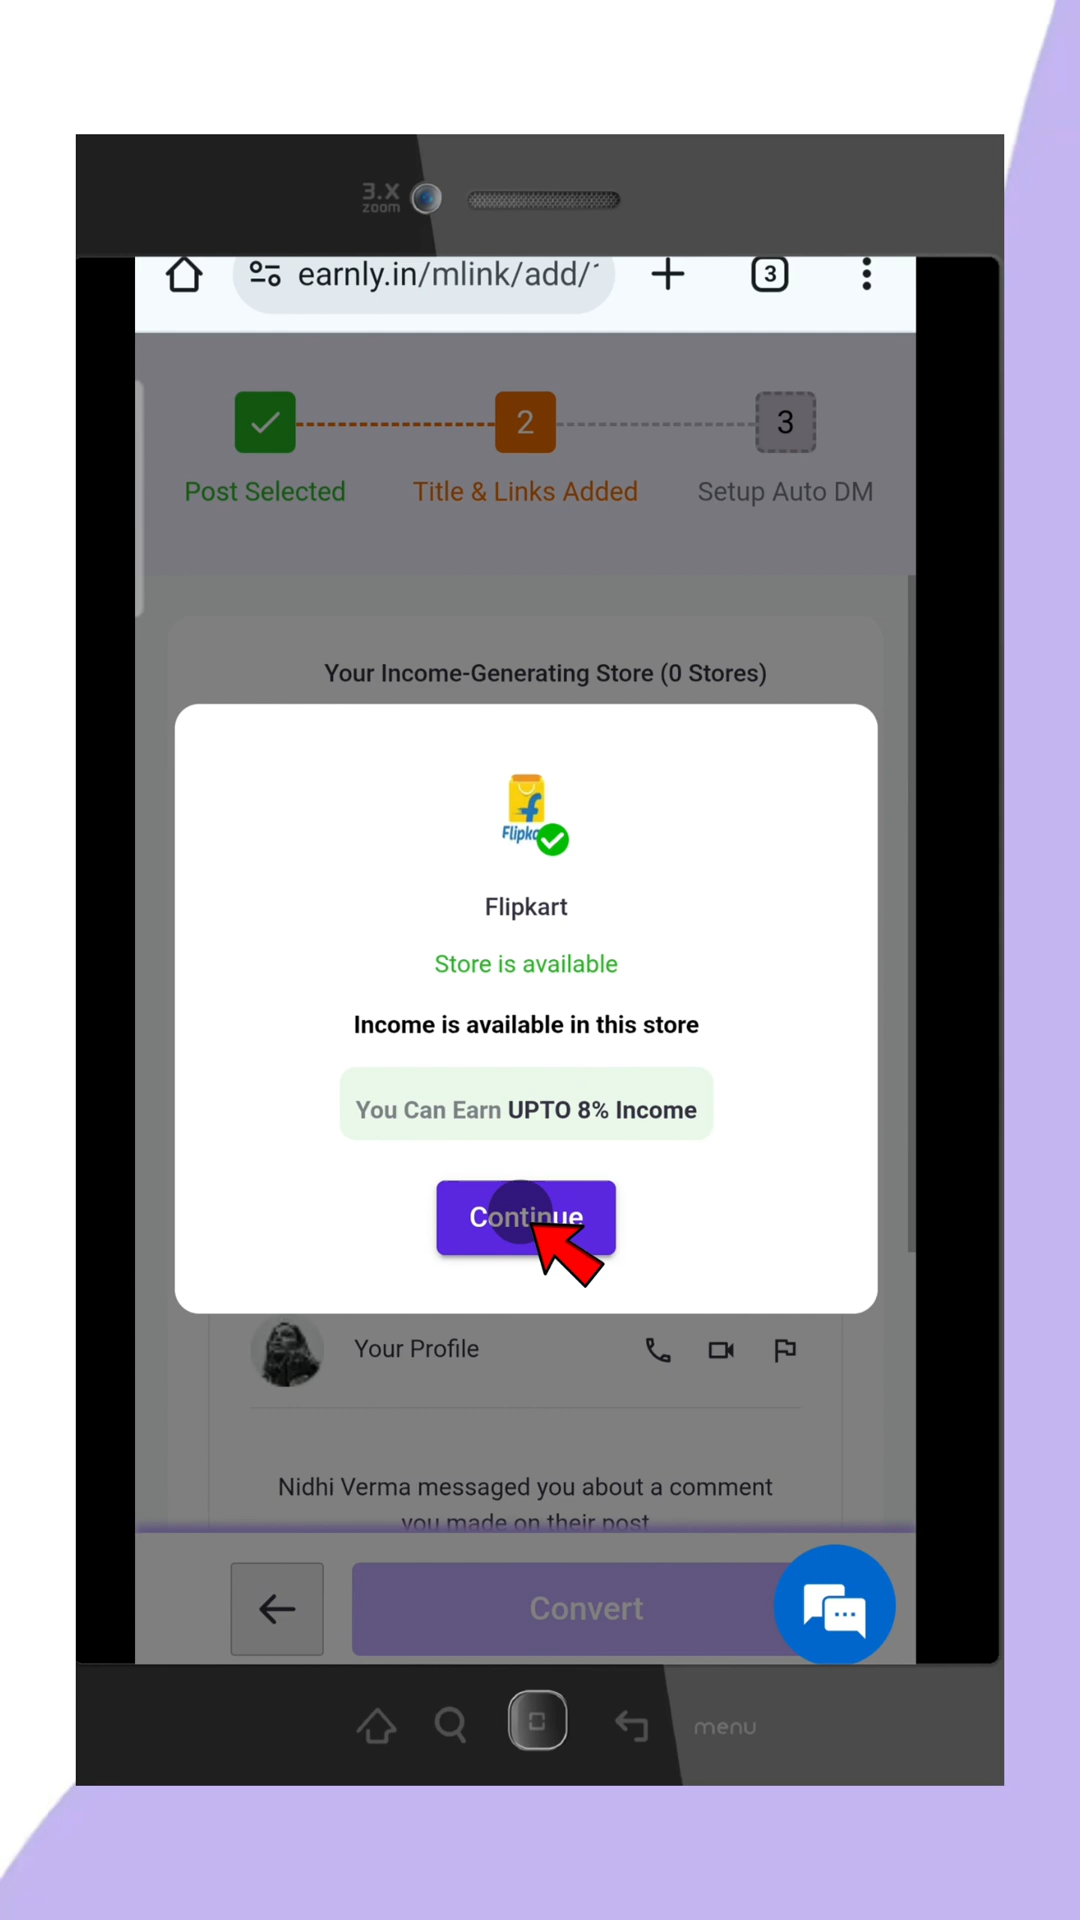 3.X
zoom
earnly.in/mlink/add/
3
2
3
Post Selected
Title & Links Added
Setup Auto DM
Your Income-Generating Store (0 Stores)
Flipkart
Store is available
Income is available in this store
You Can Earn UPTO 8% Income
Continue
Your Profile
Nidhi Verma messaged you about a comment
you made on their post
Convert
menu